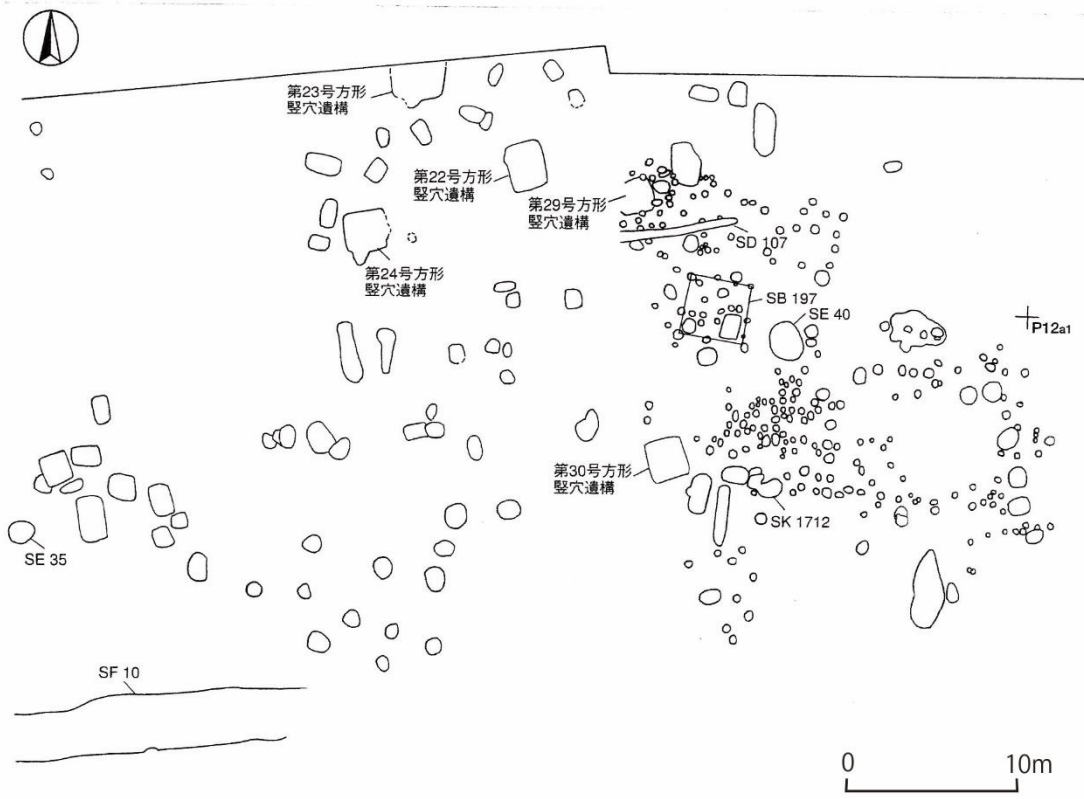 第23号方形
竪穴遺構
第22号方形
竪穴遺構
第29号方形
竪穴遺構
SD 107
第24号方形
竪穴遺構
SB 197
SE 40
P12a1
第30号方形
竪穴遺構
SK 1712
SE 35
SF 10
0 10m